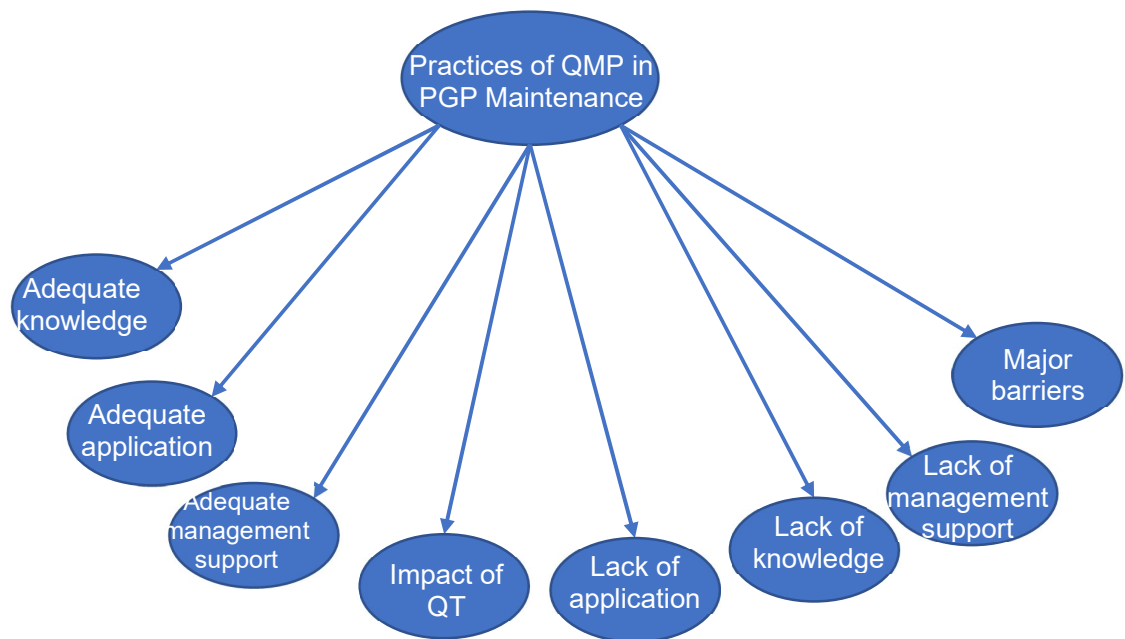 Practices of QMP in
PGP Maintenance
Adequate
knowledge
Adequate
application
Adequate
management
support
Impact of
QT
Lack of
application
Lack of
knowledge
Lack of
management
support
Major
barriers